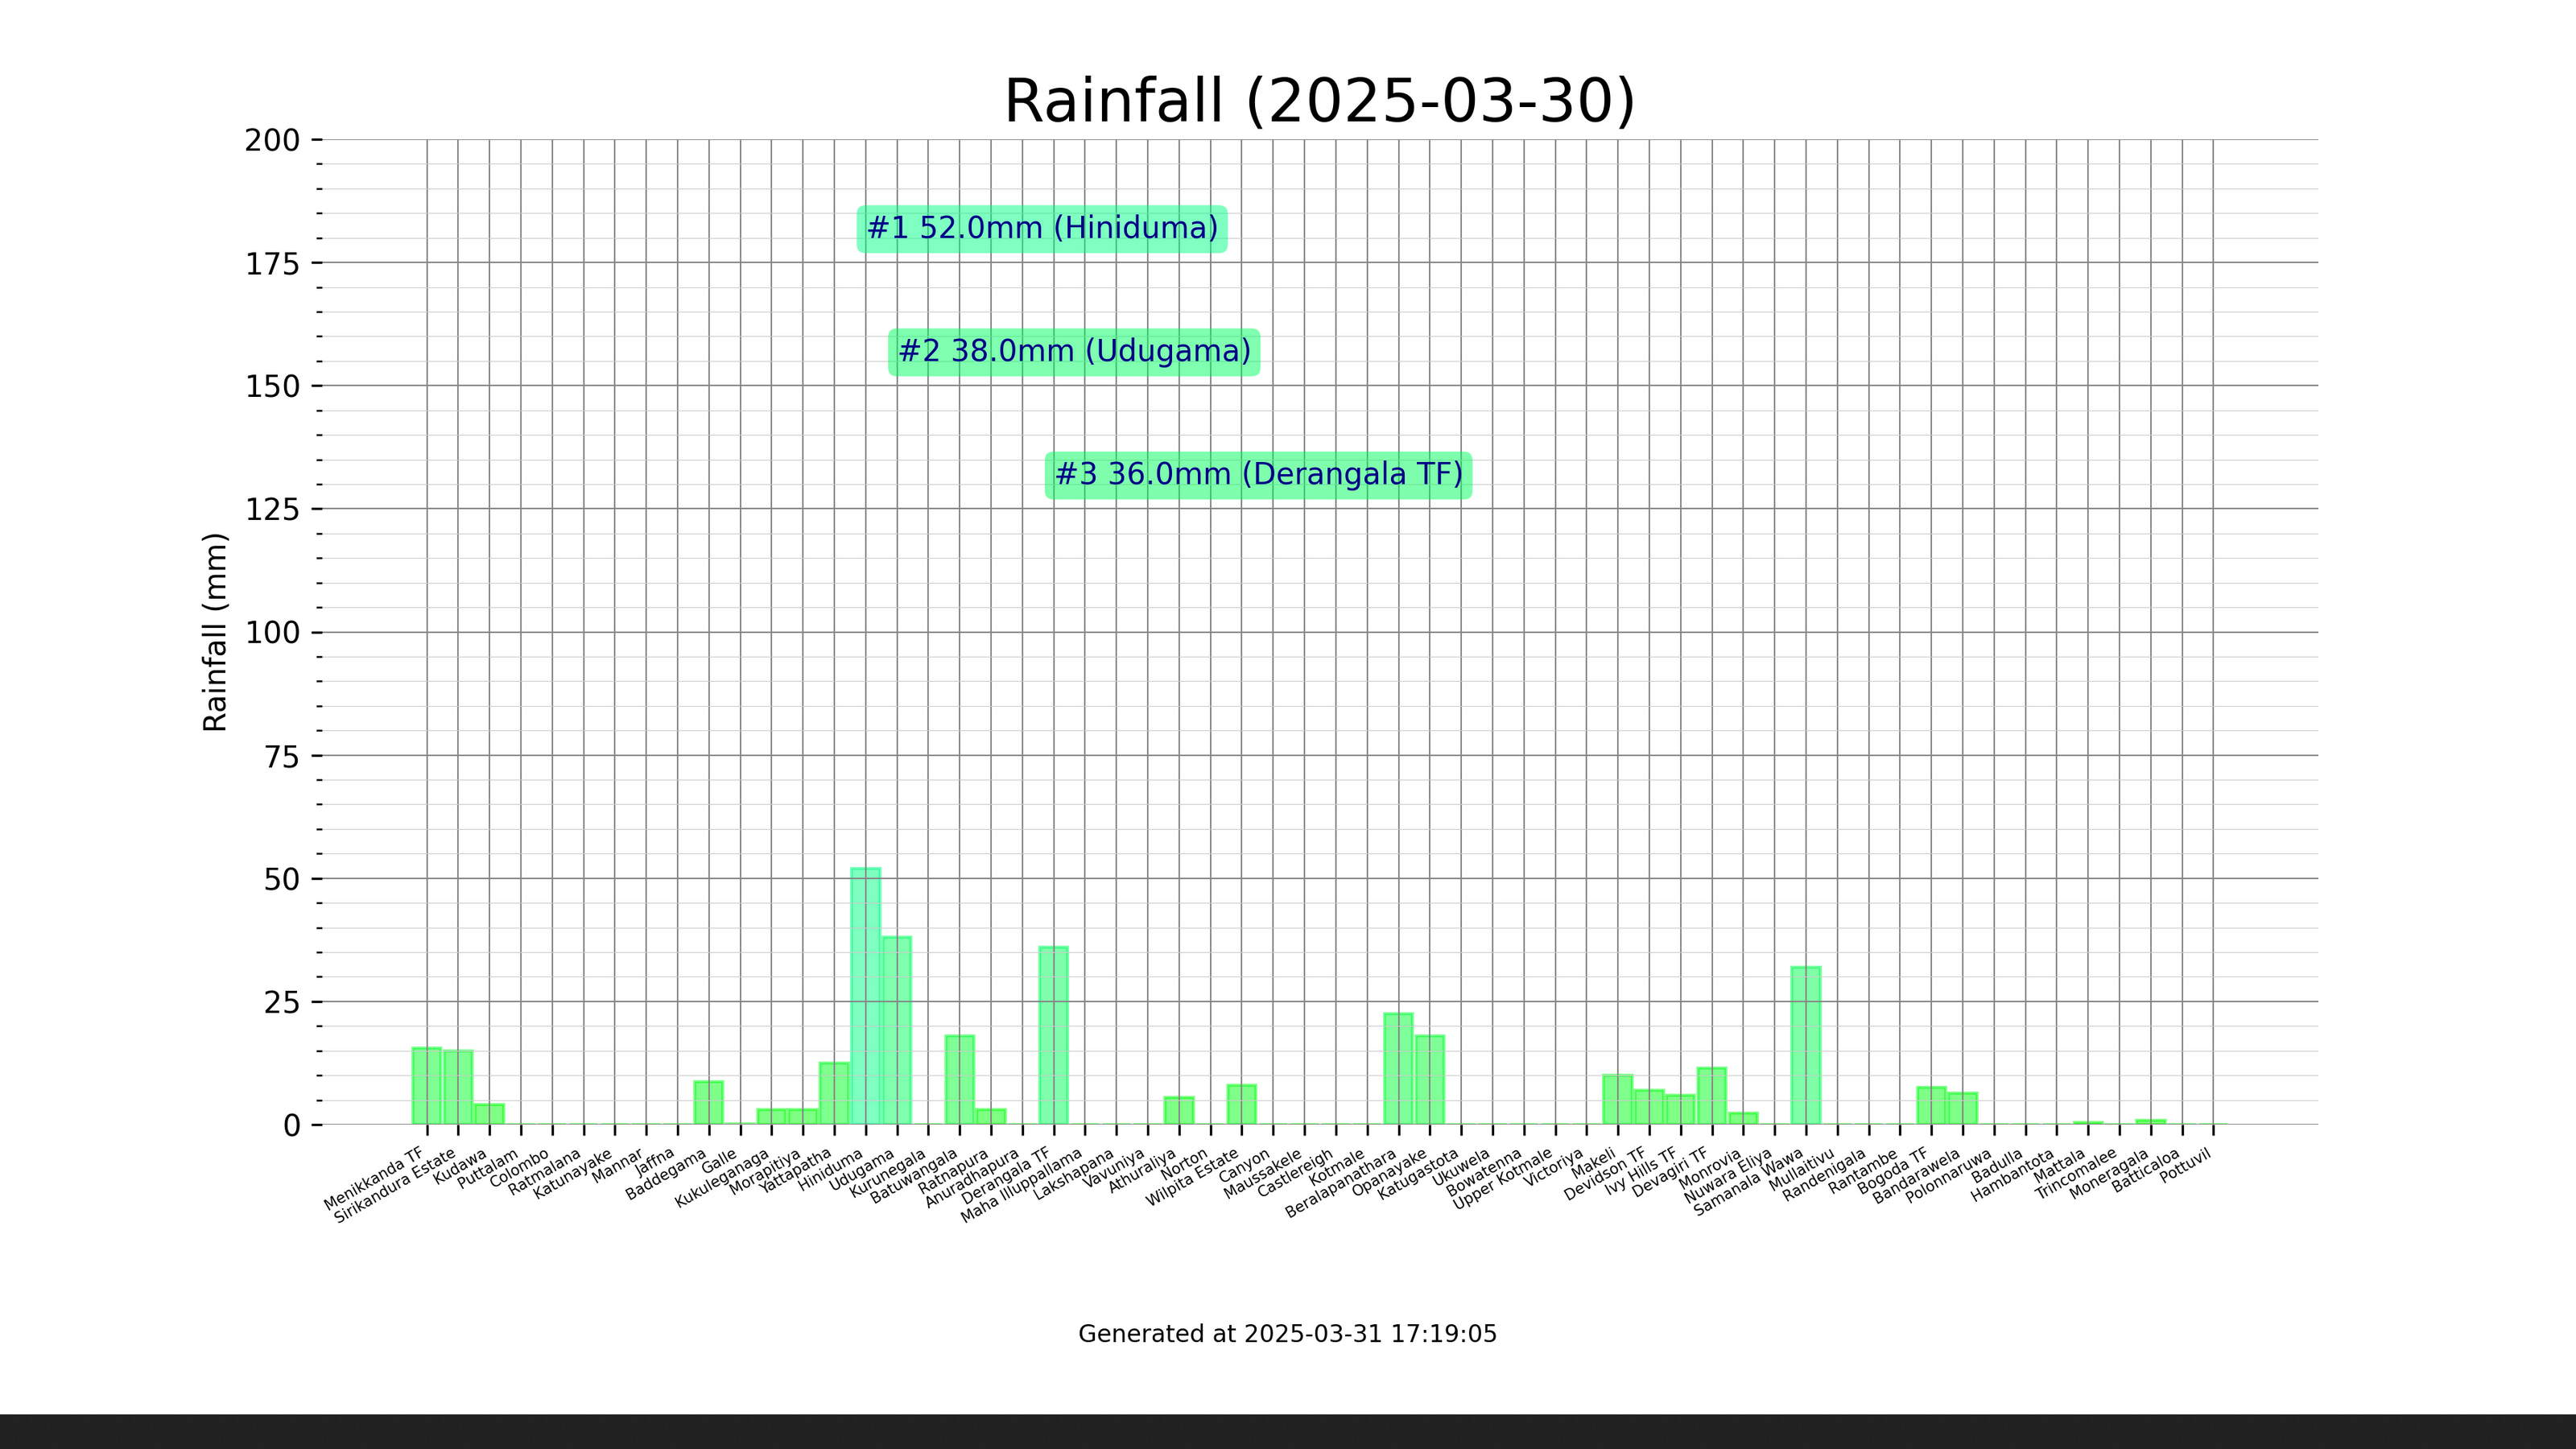 Rainfall (2025-03-30)
Rainfall (mm)
200
175
150
125
100
75
50
25
0
#1 52.0mm (Hiniduma)
#2 38.0mm (Udugama)
#3 36.0mm (Derangala TF)
Menikkanda TF
Sirikandura Estate
Kudawa
Puttalam
Colombo
Ratmalana
Katunayake
Mannar
Jaffna
Baddegama
Galle
Kukuleganaga
Morapitiya
Yattapatha
Hiniduma
Udugama
Kurunegala
Batuwangala
Ratnapura
Anuradhapura
Derangala TF
Maha Illuppallama
Lakshapana
Vavuniya
Athuraliya
Norton
Wilpita Estate
Canyon
Maussakele
Castlereigh
Kotmale
Beralapanathara
Opanayake
Katugastota
Ukuwela
Bowatenna
Upper Kotmale
Victoriya
Makeli
Devidson TF
Ivy Hills TF
Devagiri TF
Monrovia
Nuwara Eliya
Samanala Wawa
Mullaitivu
Randenigala
Rantambe
Bogoda TF
Bandarawela
Polonnaruwa
Badulla
Hambantota
Mattala
Trincomalee
Moneragala
Batticaloa
Pottuvil
Generated at 2025-03-31 17:19:05